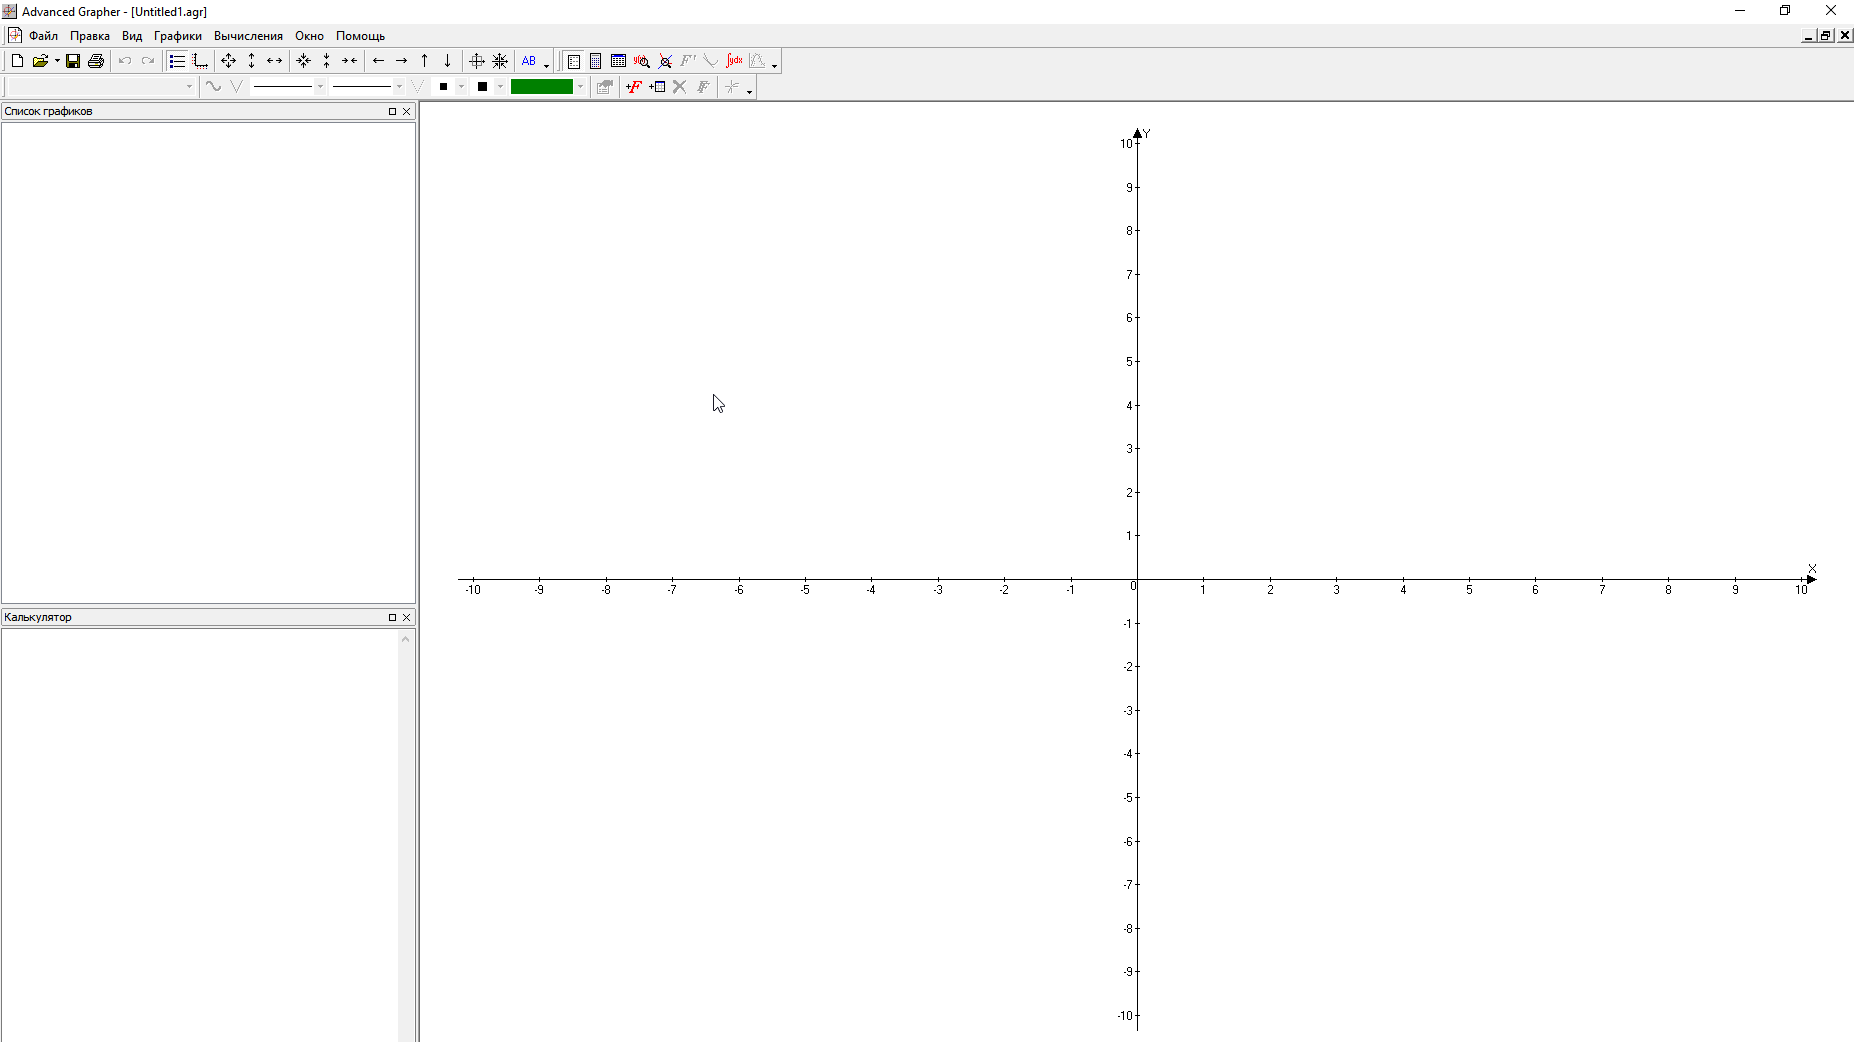 Advanced Grapher - [Untitled1.agr]
Файл Правка Вид Графики Вычисления Окно Помощь
AB
Список графиков
Калькулятор
Y
10
9
8
7
6
5
4
3
2
1
X
-10 -9 -8 -7 -6 -5 -4 -3 -2 -1 0 1 2 3 4 5 6 7 8 9 10
-1
-2
-3
-4
-5
-6
-7
-8
-9
-10